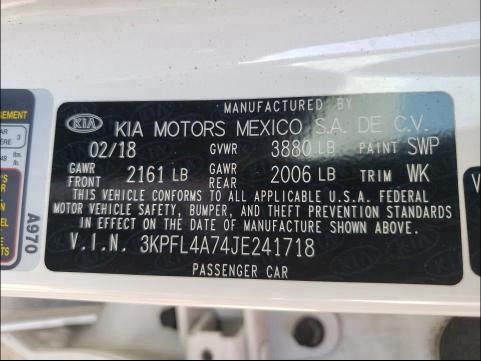 MANUFACTURED BY
KIA KIA MOTORS MEXICO S.A. DE C.V.
02/18 GVWR 3880 LB PAINT SWP
GAWR FRONT 2161 LB GAWR REAR 2006 LB TRIM WK
THIS VEHICLE CONFORMS TO ALL APPLICABLE U.S.A. FEDERAL
MOTOR VEHICLE SAFETY, BUMPER, AND THEFT PREVENTION STANDARDS
IN EFFECT ON THE DATE OF MANUFACTURE SHOWN ABOVE.
V.I.N. 3KPFL4A74JE241718
PASSENGER CAR
A970